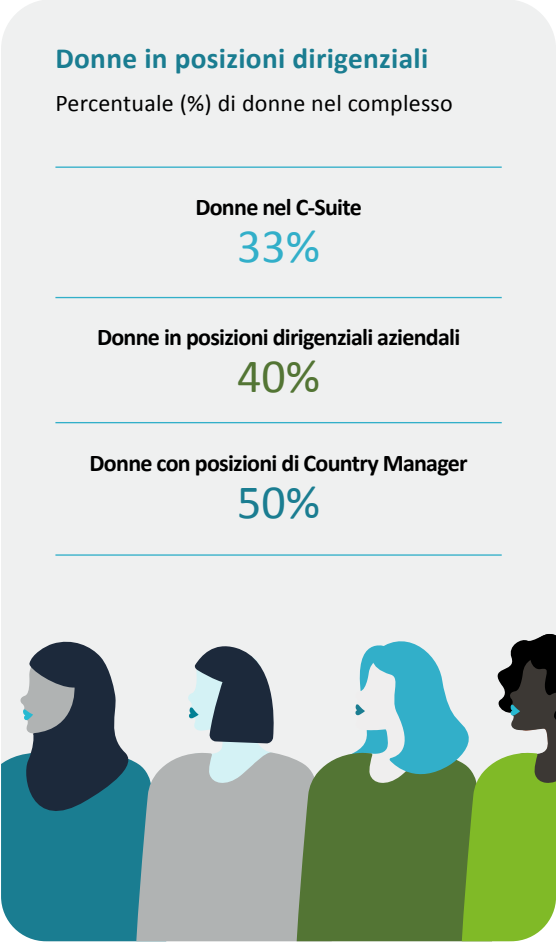 Donne in posizioni dirigenziali
Percentuale (%) di donne nel complesso
Donne nel C-Suite
33%
Donne in posizioni dirigenziali aziendali
40%
Donne con posizioni di Country Manager
50%